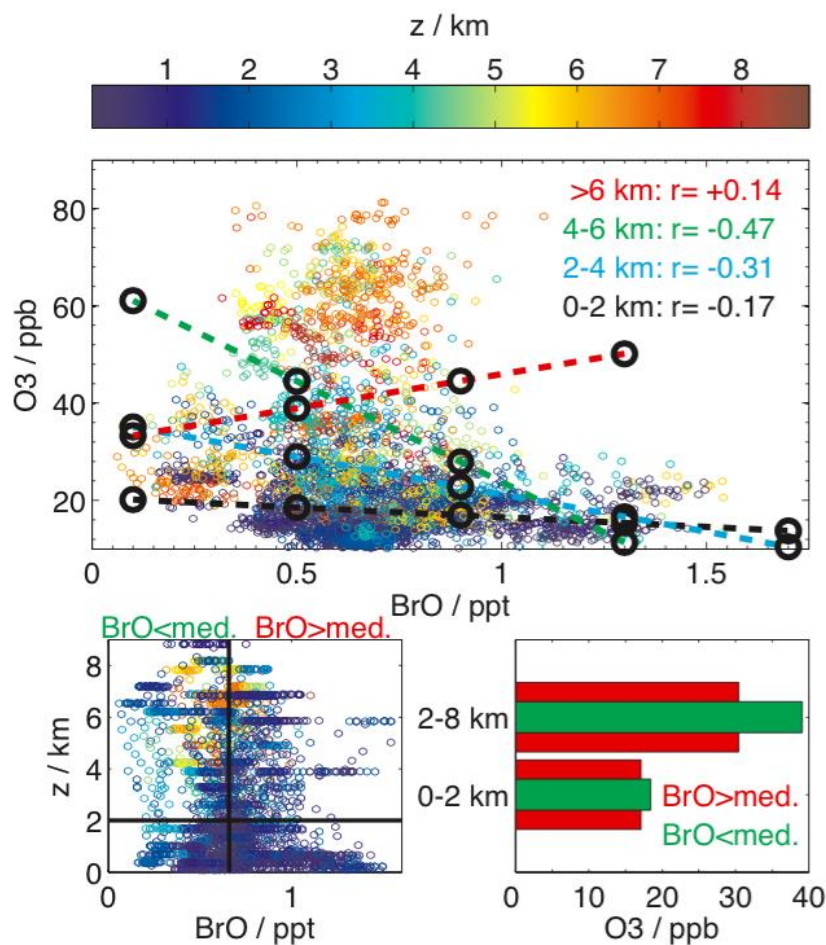 z / km
1 2 3 4 5 6 7 8
>6 km: r= +0.14
4-6 km: r= -0.47
2-4 km: r= -0.31
0-2 km: r= -0.17
80
60
40
20
O3 / ppb
0 0.5 1 1.5
BrO / ppt
BrO<med. BrO>med.
8
6
4
2
0
z / km
0 1
BrO / ppt
2-8 km
0-2 km
BrO>med.
BrO<med.
0 10 20 30 40
O3 / ppb